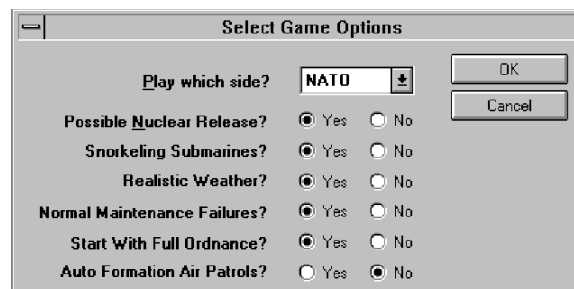 Select Game Options
Play which side? NATO OK
Cancel
Possible Nuclear Release? Yes No
Snorkeling Submarines? Yes No
Realistic Weather? Yes No
Normal Maintenance Failures? Yes No
Start With Full Ordnance? Yes No
Auto Formation Air Patrols? Yes No